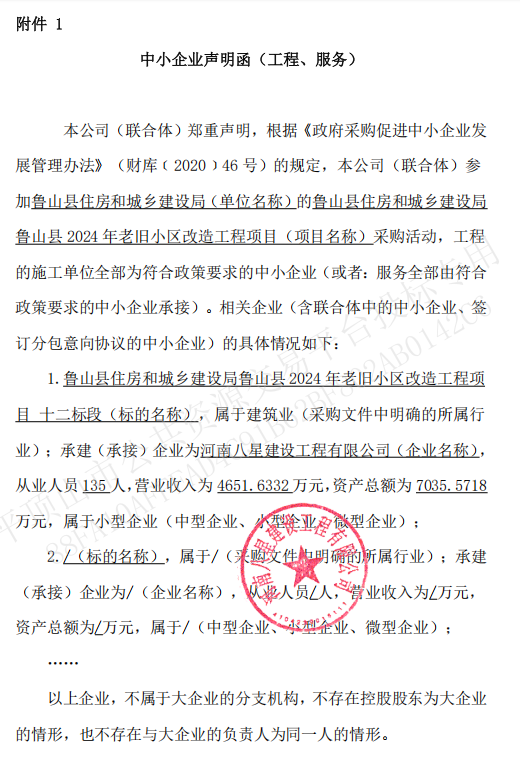 附件 1
中小企业声明函（工程、服务）
本公司（联合体）郑重声明，根据《政府采购促进中小企业发
展管理办法》（财库﹝2020﹞46 号）的规定，本公司（联合体）参
加鲁山县住房和城乡建设局（单位名称）的鲁山县住房和城乡建设局
鲁山县 2024 年老旧小区改造工程项目（项目名称）采购活动，工程
的施工单位全部为符合政策要求的中小企业（或者：服务全部由符合
政策要求的中小企业承接）。相关企业（含联合体中的中小企业、签
订分包意向协议的中小企业）的具体情况如下：
1.鲁山县住房和城乡建设局鲁山县 2024 年老旧小区改造工程项
目 十二标段（标的名称），属于建筑业（采购文件中明确的所属行
业）；承建（承接）企业为河南八星建设工程有限公司（企业名称），
从业人员 135 人，营业收入为 4651.6332 万元，资产总额为 7035.5718
万元，属于小型企业（中型企业、小型企业、微型企业）；
2./（标的名称），属于/（采购文件中明确的所属行业）；承建
（承接）企业为/（企业名称），从业人员/人，营业收入为/万元，
资产总额为/万元，属于/（中型企业、小型企业、微型企业）；
……
以上企业，不属于大企业的分支机构，不存在控股股东为大企业
的情形，也不存在与大企业的负责人为同一人的情形。
河南八星建设工程有限公司